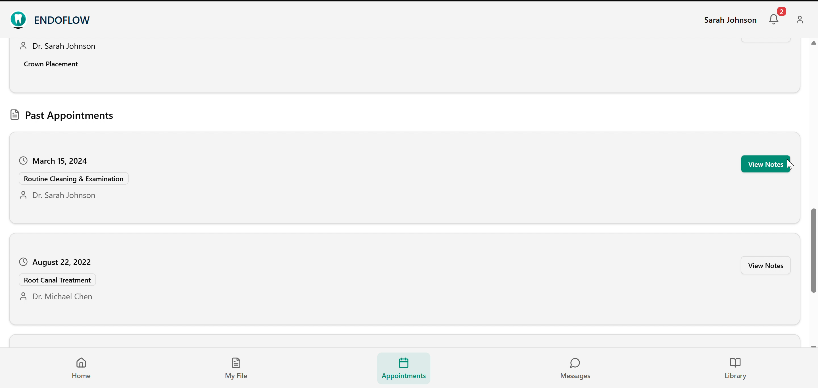 ENDOFLOW
Sarah Johnson
2
Dr. Sarah Johnson
Crown Placement
Past Appointments
March 15, 2024
View Notes
Routine Cleaning & Examination
Dr. Sarah Johnson
August 22, 2022
View Notes
Root Canal Treatment
Dr. Michael Chen
Home
My File
Appointments
Messages
Library